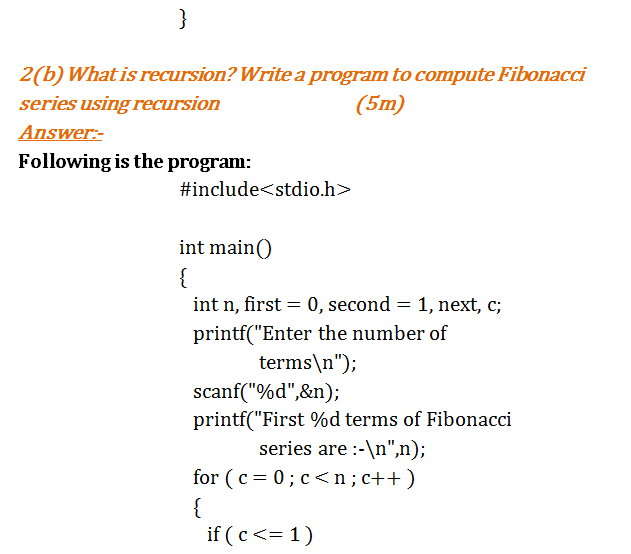 }
2(b) What is recursion? Write a program to compute Fibonacci
series using recursion (5m)
Answer:-
Following is the program:
#include<stdio.h>
int main()
{
int n, first = 0, second = 1, next, c;
printf("Enter the number of
terms\n");
scanf("%d",&n);
printf("First %d terms of Fibonacci
series are :-\n",n);
for ( c = 0 ; c < n ; c++ )
{
if ( c <= 1 )